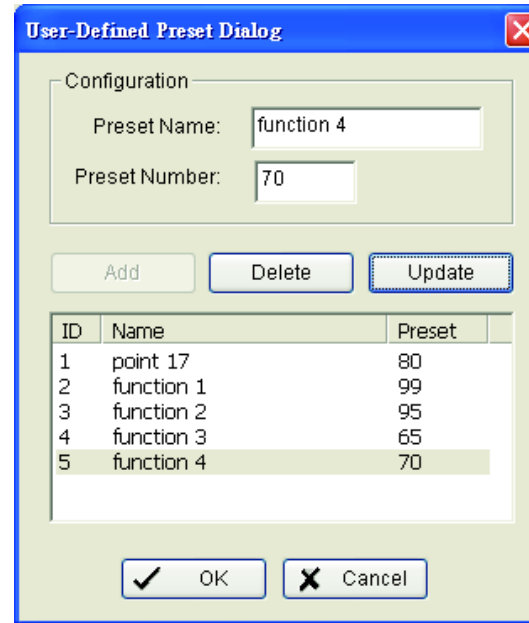 User-Defined Preset Dialog
Configuration
Preset Name: function 4
Preset Number: 70
Add Delete Update
ID Name Preset
1 point 17 80
2 function 1 99
3 function 2 95
4 function 3 65
5 function 4 70
OK Cancel